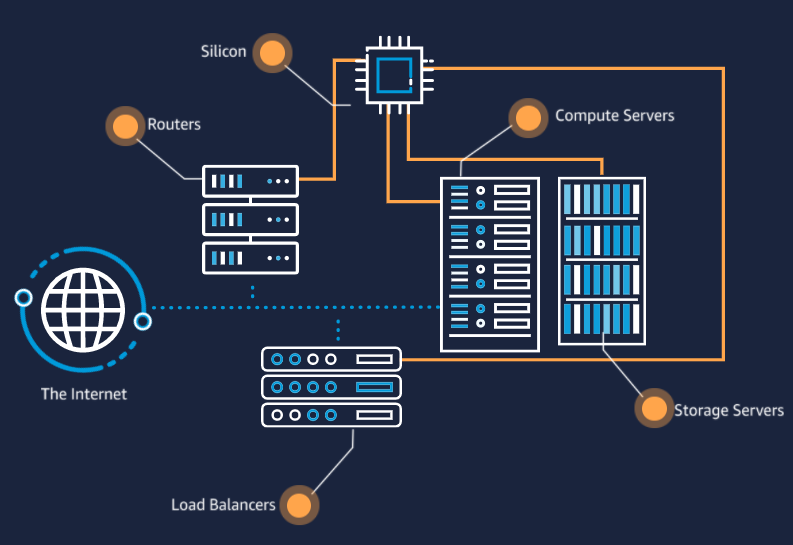 Silicon
Routers
Compute Servers
The Internet
Storage Servers
Load Balancers